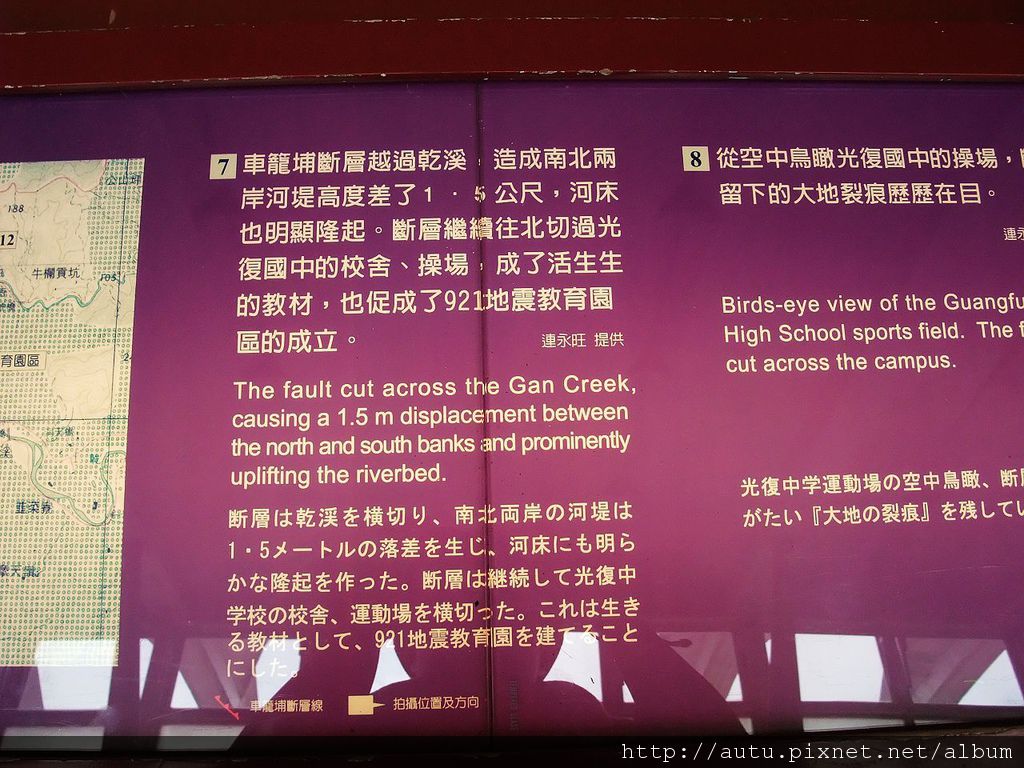 7 車龍埔斷層越過乾溪，造成南北兩
岸河堤高度差了1．5公尺，河床
也明顯隆起。斷層繼續往北切過光
復國中的校舍、操場，成了活生生
的教材，也促成了921地震教育園
區的成立。
連永旺 提供
The fault cut across the Gan Creek,
causing a 1.5 m displacement between
the north and south banks and prominently
uplifting the riverbed.
断層は乾溪を横切り、南北両岸の河堤は
1・5メートルの落差を生じ、河床にも明ら
かな隆起を作った。断層は継続して光復中
学校の校舎、運動場を横切った。これは生き
る教材として、921地震教育園を建てること
にした。
車龍埔斷層線
拍攝位置及方向
8 從空中鳥瞰光復國中的操場，
留下的大地裂痕歷歷在目。
連永
Birds-eye view of the Guangfu
High School sports field. The f
cut across the campus.
光復中学運動場の空中鳥瞰、断
がたい『大地の裂痕』を残してい
188
12
牛欄貢坑
育園區
http://autu.pixnet.net/album